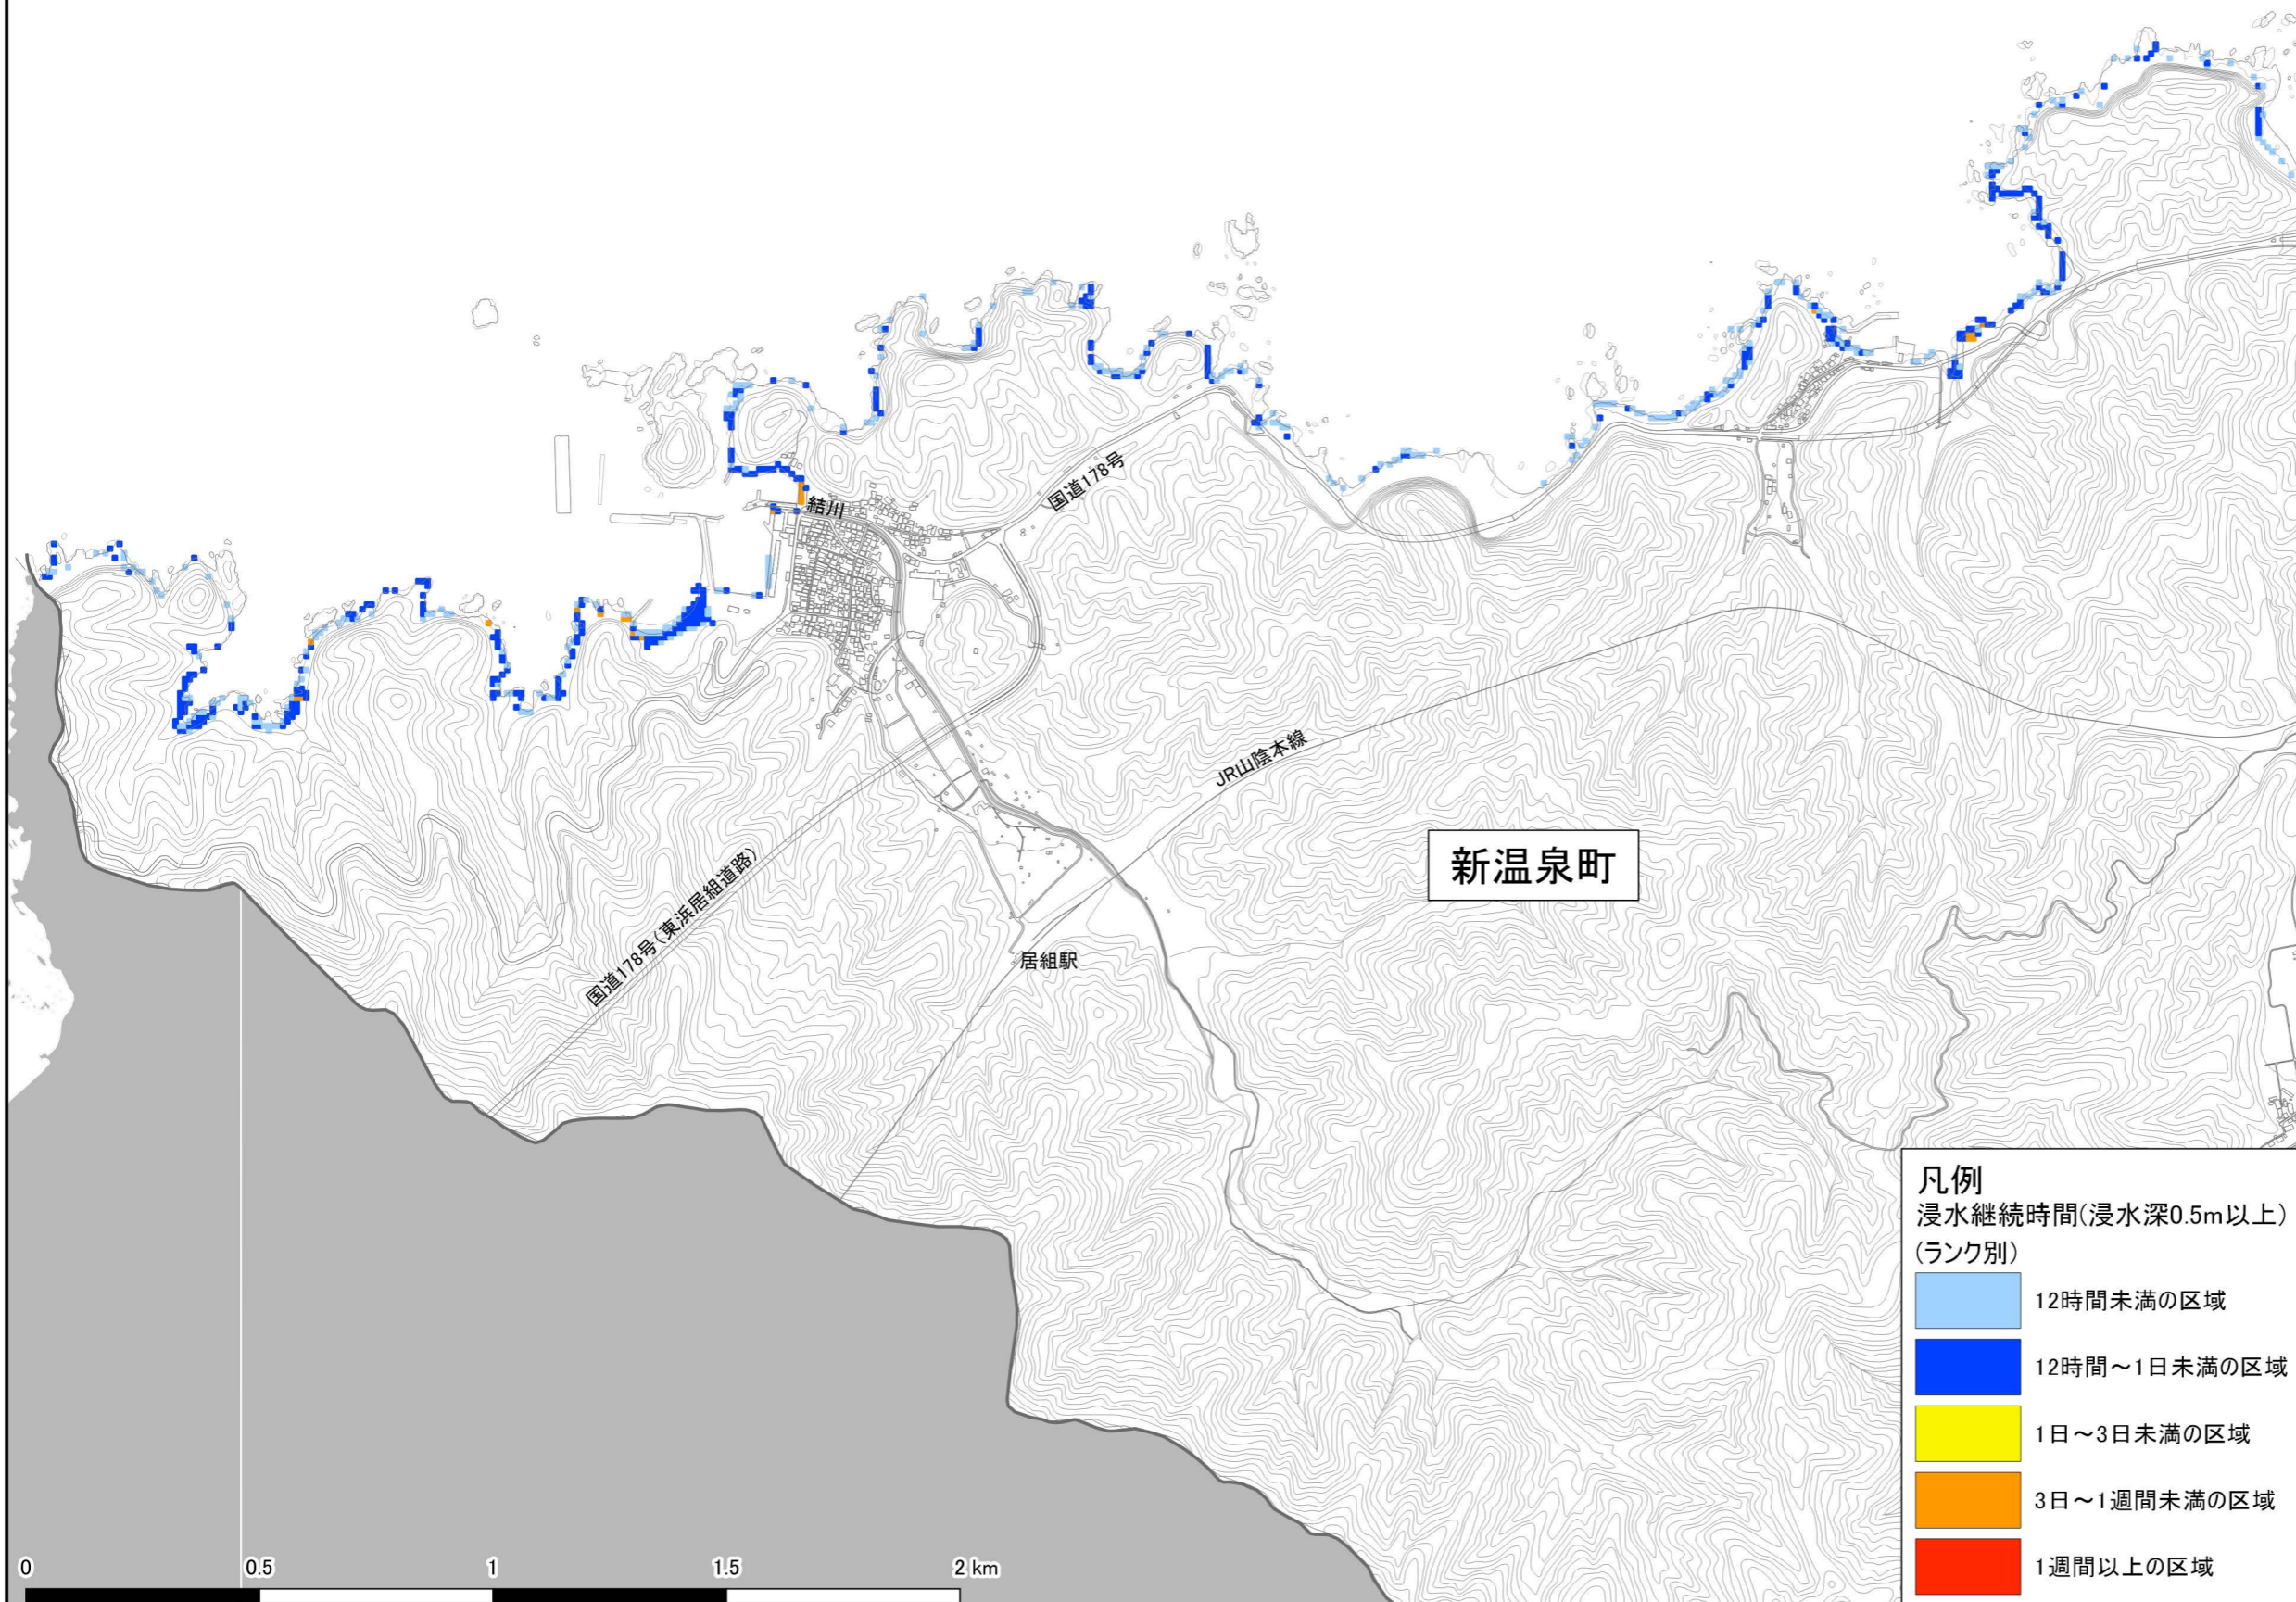 結川
国道178号
JR山陰本線
新温泉町
国道178号(東浜居組道路)
居組駅
凡例
浸水継続時間(浸水深0.5m以上)
(ランク別)
12時間未満の区域
12時間～1日未満の区域
1日～3日未満の区域
3日～1週間未満の区域
1週間以上の区域
0 0.5 1 1.5 2 km